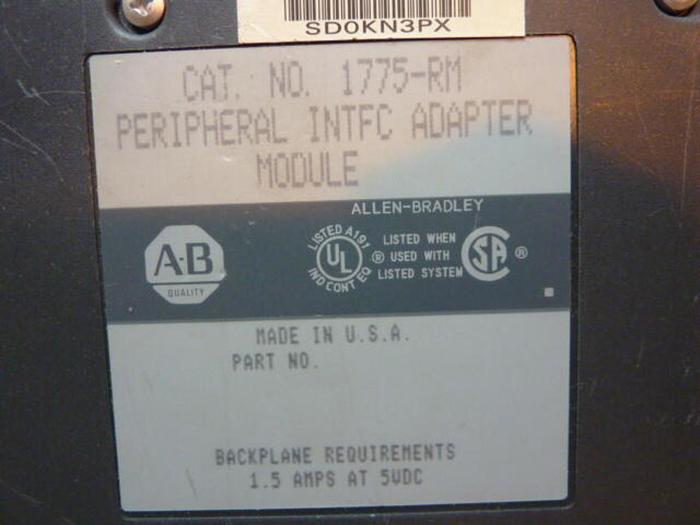 SD0KN3PX
CAT. NO. 1775-RM
PERIPHERAL INTFC ADAPTER
MODULE
ALLEN-BRADLEY
A-B
QUALITY
LISTED A191
UL
IND CONT EQ
®
LISTED WHEN
USED WITH
LISTED SYSTEM
SA
®
MADE IN U.S.A.
PART NO.
BACKPLANE REQUIREMENTS
1.5 AMPS AT 5VDC